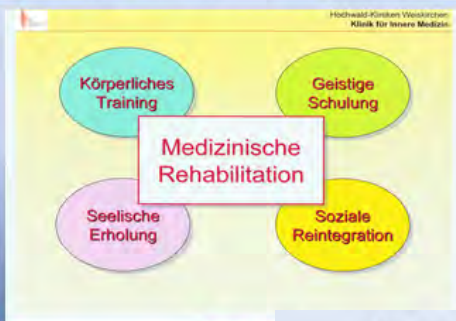 Hochwald-Kliniken Weiskirchen
Klinik für Innere Medizin
Körperliches
Training
Geistige
Schulung
Medizinische
Rehabilitation
Seelische
Erholung
Soziale
Reintegration